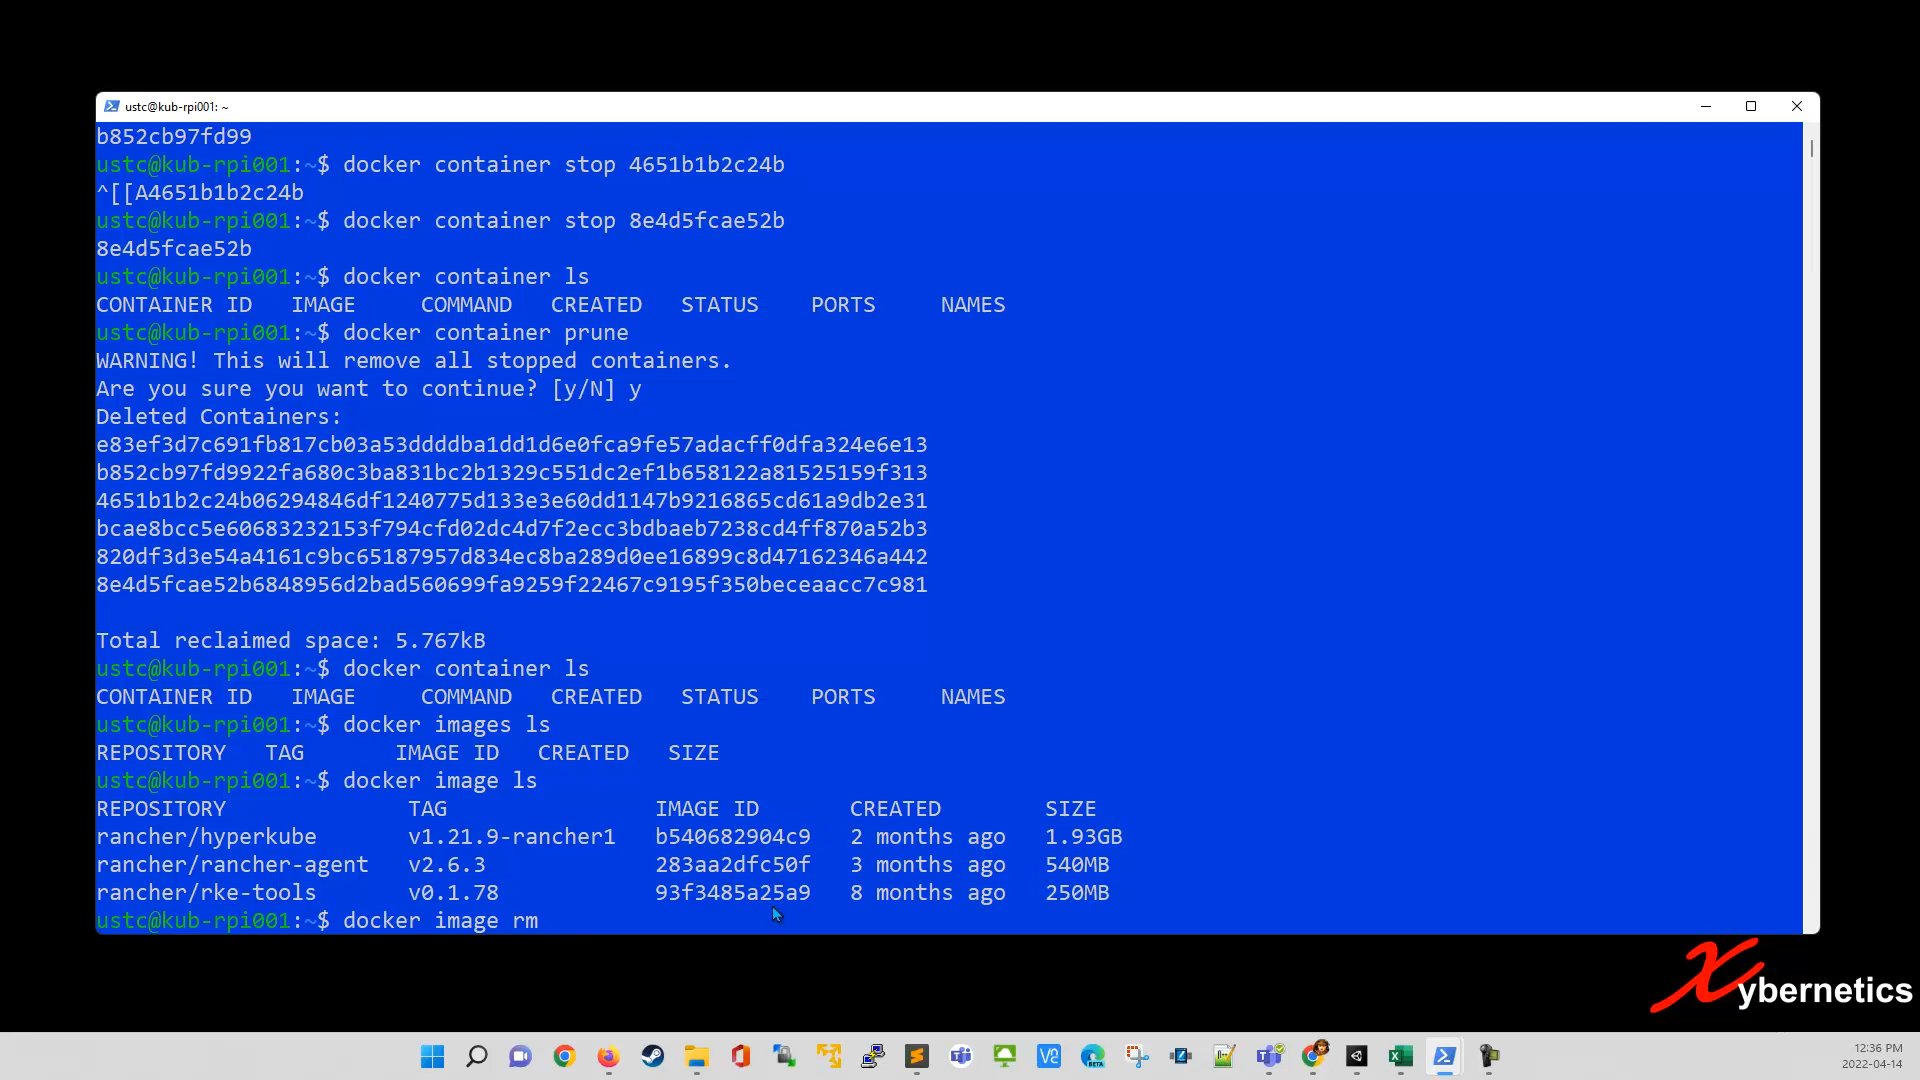 ustc@kub-rpi001: ~
b852cb97fd99
ustc@kub-rpi001:~$ docker container stop 4651b1b2c24b
^[[A4651b1b2c24b
ustc@kub-rpi001:~$ docker container stop 8e4d5fcae52b
8e4d5fcae52b
ustc@kub-rpi001:~$ docker container ls
CONTAINER ID IMAGE COMMAND CREATED STATUS PORTS NAMES
ustc@kub-rpi001:~$ docker container prune
WARNING! This will remove all stopped containers.
Are you sure you want to continue? [y/N] y
Deleted Containers:
e83ef3d7c691fb817cb03a53ddddba1dd1d6e0fca9fe57adacff0dfa324e6e13
b852cb97fd9922fa680c3ba831bc2b1329c551dc2ef1b658122a81525159f313
4651b1b2c24b06294846df1240775d133e3e60dd1147b9216865cd61a9db2e31
bcae8bcc5e60683232153f794cfd02dc4d7f2ecc3bdbaeb7238cd4ff870a52b3
820df3d3e54a4161c9bc65187957d834ec8ba289d0ee16899c8d47162346a442
8e4d5fcae52b6848956d2bad560699fa9259f22467c9195f350beceaacc7c981
Total reclaimed space: 5.767kB
ustc@kub-rpi001:~$ docker container ls
CONTAINER ID IMAGE COMMAND CREATED STATUS PORTS NAMES
ustc@kub-rpi001:~$ docker images ls
REPOSITORY TAG IMAGE ID CREATED SIZE
ustc@kub-rpi001:~$ docker image ls
REPOSITORY TAG IMAGE ID CREATED SIZE
rancher/hyperkube v1.21.9-rancher1 b540682904c9 2 months ago 1.93GB
rancher/rancher-agent v2.6.3 283aa2dfc50f 3 months ago 540MB
rancher/rke-tools v0.1.78 93f3485a25a9 8 months ago 250MB
ustc@kub-rpi001:~$ docker image rm
Xybernetics
12:36 PM
2022-04-14